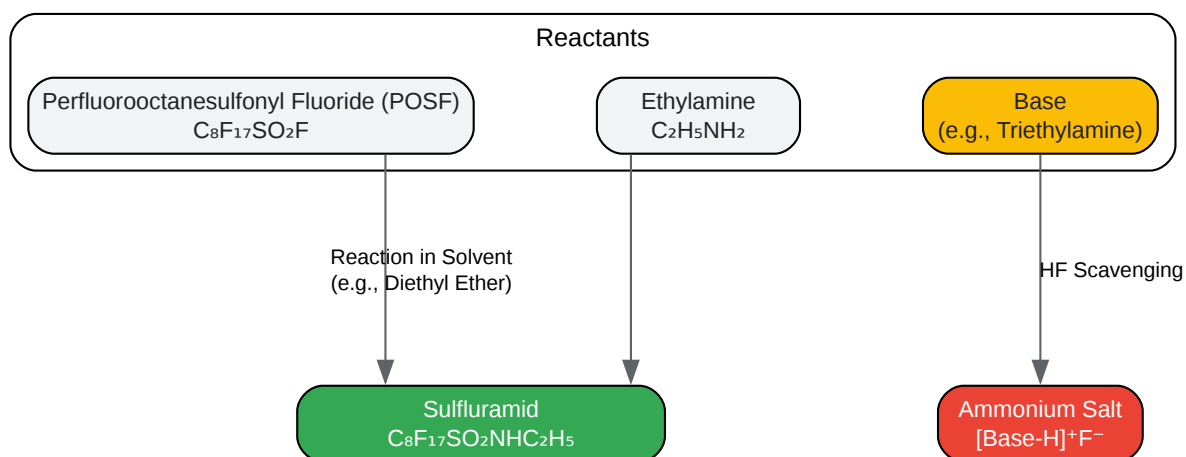 Reactants
Perfluorooctanesulfonyl Fluoride (POSF)
C₈F₁₇SO₂F
Ethylamine
C₂H₅NH₂
Base
(e.g., Triethylamine)
Reaction in Solvent
(e.g., Diethyl Ether)
HF Scavenging
Sulfluramid
C₈F₁₇SO₂NHC₂H₅
Ammonium Salt
[Base-H]⁺F⁻